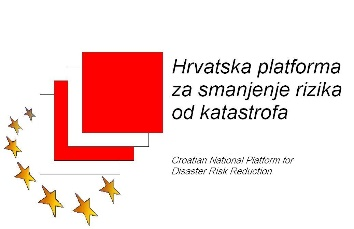 Hrvatska platforma
za smanjenje rizika
od katastrofa
Croatian National Platform for
Disaster Risk Reduction